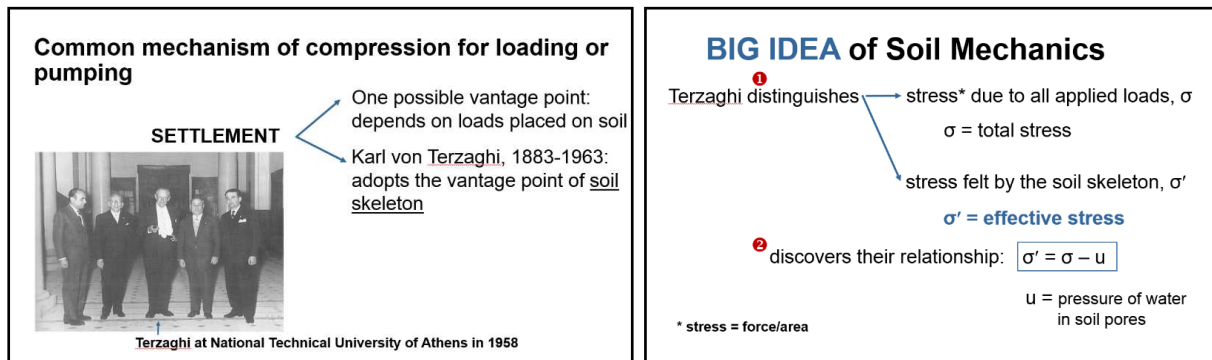 Common mechanism of compression for loading or
pumping
SETTLEMENT
One possible vantage point:
depends on loads placed on soil
Karl von Terzaghi, 1883-1963:
adopts the vantage point of soil
skeleton
Terzaghi at National Technical University of Athens in 1958
BIG IDEA of Soil Mechanics
❶
Terzaghi distinguishes
stress* due to all applied loads, σ
σ = total stress
stress felt by the soil skeleton, σ′
σ′ = effective stress
❷ discovers their relationship: σ′ = σ – u
u = pressure of water
in soil pores
* stress = force/area